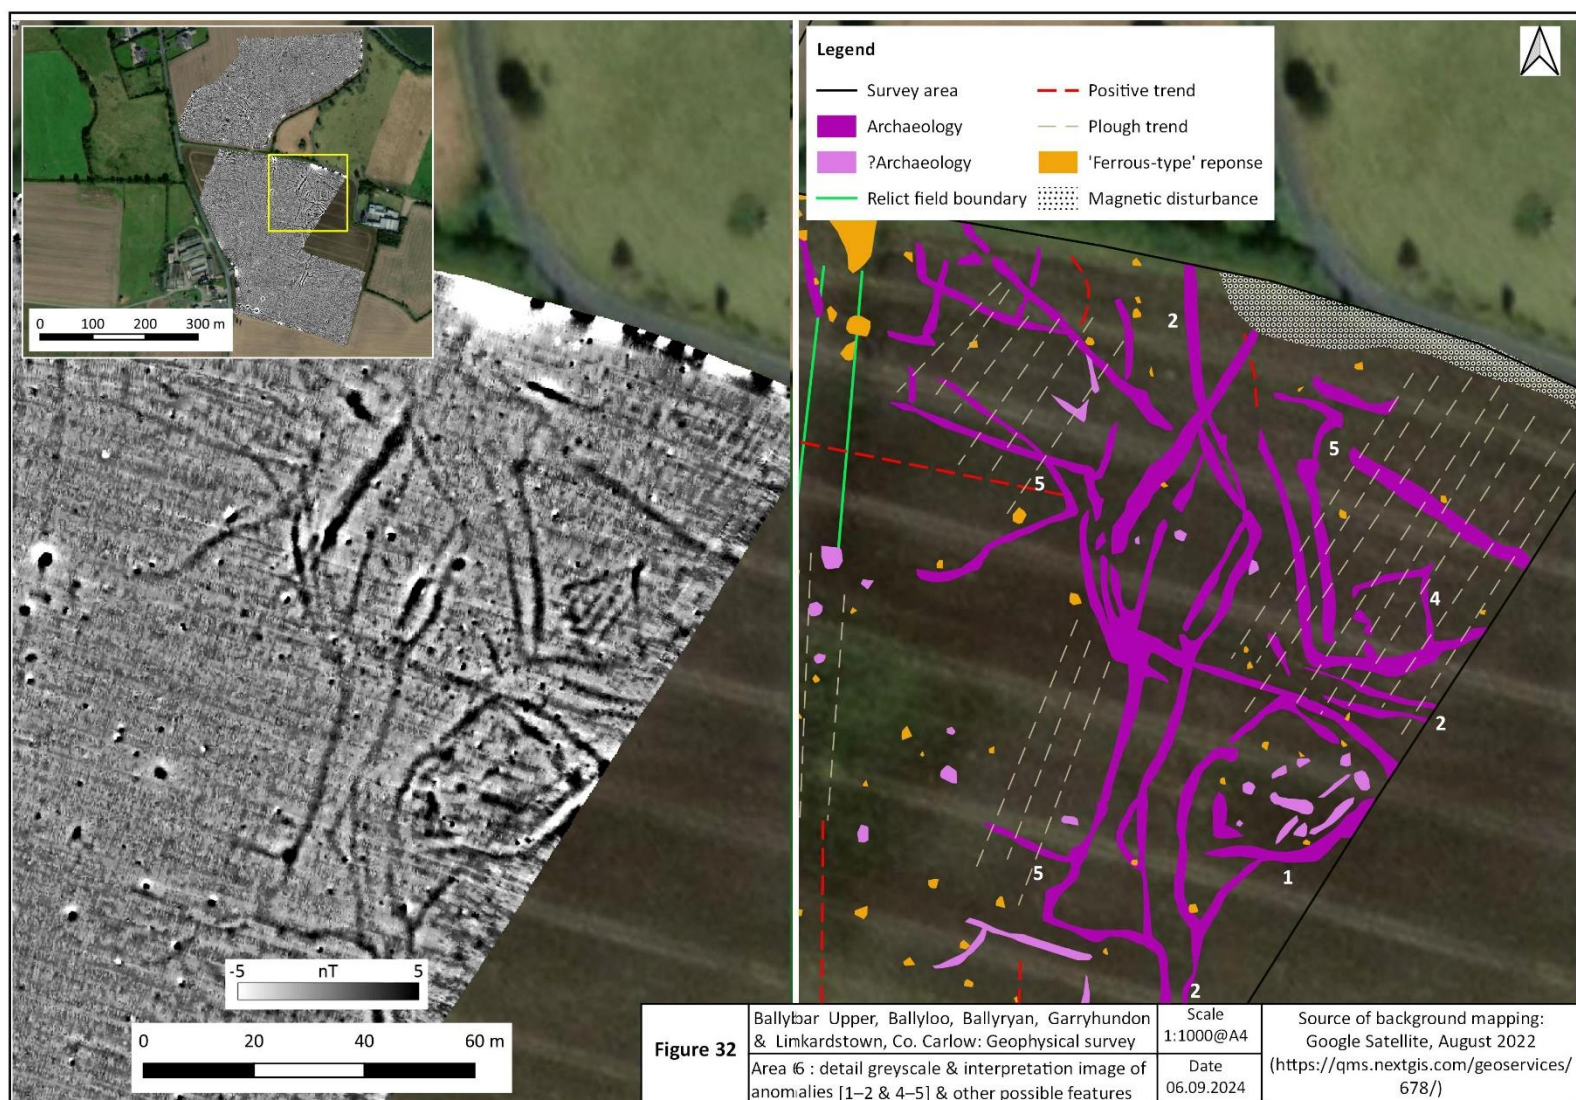 0 100 200 300 m
-5 nT 5
0 20 40 60 m
Legend
Survey area
Archaeology
?Archaeology
Relict field boundary
Positive trend
Plough trend
'Ferrous-type' reponse
Magnetic disturbance
2
5
5
4
2
1
5
2
Figure 32
Ballybar Upper, Ballyloo, Ballyryan, Garryhundon
& Linkardstown, Co. Carlow: Geophysical survey
Area 6 : detail greyscale & interpretation image of
anomalies [1–2 & 4–5] & other possible features
Scale
1:1000@A4
Date
06.09.2024
Source of background mapping:
Google Satellite, August 2022
(https://qms.nextgis.com/geoservices/
678/)